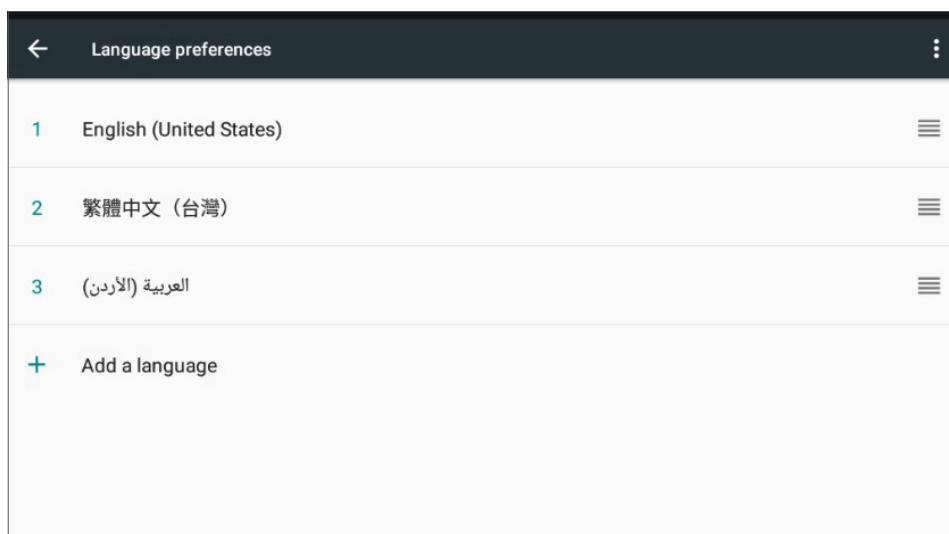 Language preferences
1 English (United States)
2 繁體中文（台灣）
3 العربية (الأردن)
+ Add a language